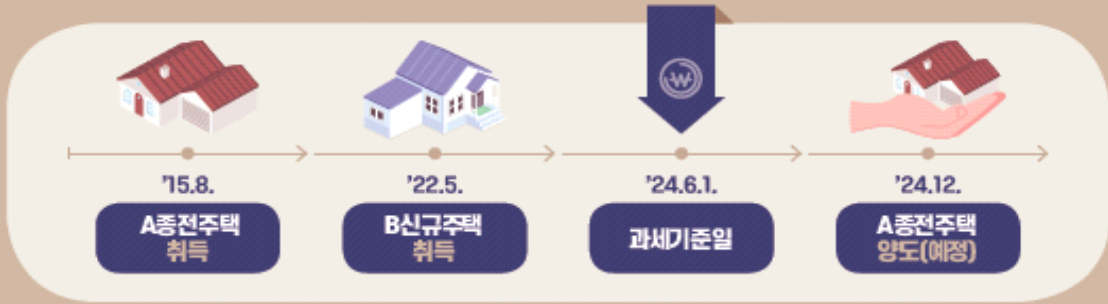 ₩
'15.8.
A종전주택
취득
'22.5.
B신규주택
취득
'24.6.1.
과세기준일
'24.12.
A종전주택
양도(예정)